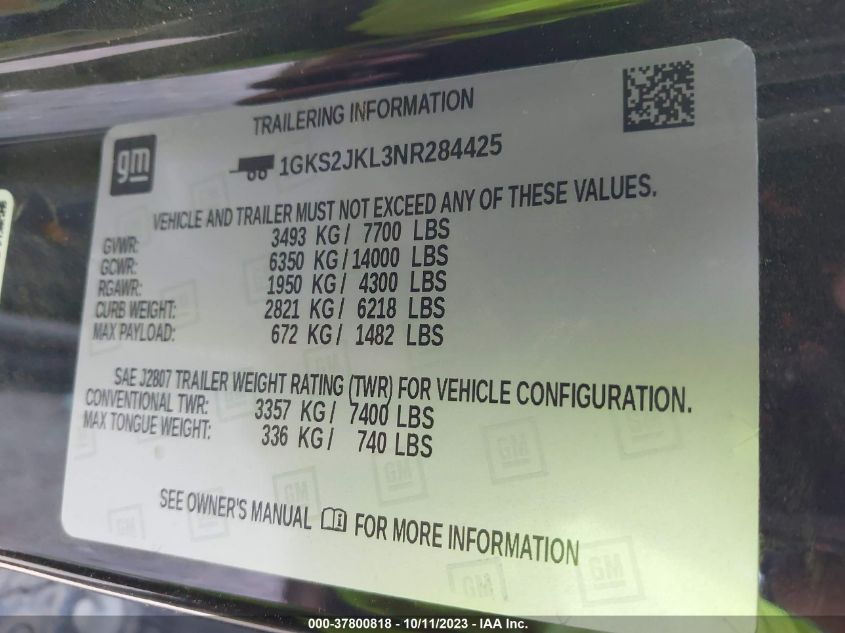 TRAILERING INFORMATION
gm
1GKS2JKL3NR284425
VEHICLE AND TRAILER MUST NOT EXCEED ANY OF THESE VALUES.
GVWR: 3493 KG/ 7700 LBS
GCWR: 6350 KG/14000 LBS
RGAWR: 1950 KG/ 4300 LBS
CURB WEIGHT: 2821 KG/ 6218 LBS
MAX PAYLOAD: 672 KG/ 1482 LBS
SAE J2807 TRAILER WEIGHT RATING (TWR) FOR VEHICLE CONFIGURATION.
CONVENTIONAL TWR: 3357 KG/ 7400 LBS
MAX TONGUE WEIGHT: 336 KG/ 740 LBS
SEE OWNER'S MANUAL FOR MORE INFORMATION
000-37800818 - 10/11/2023 - IAA Inc.